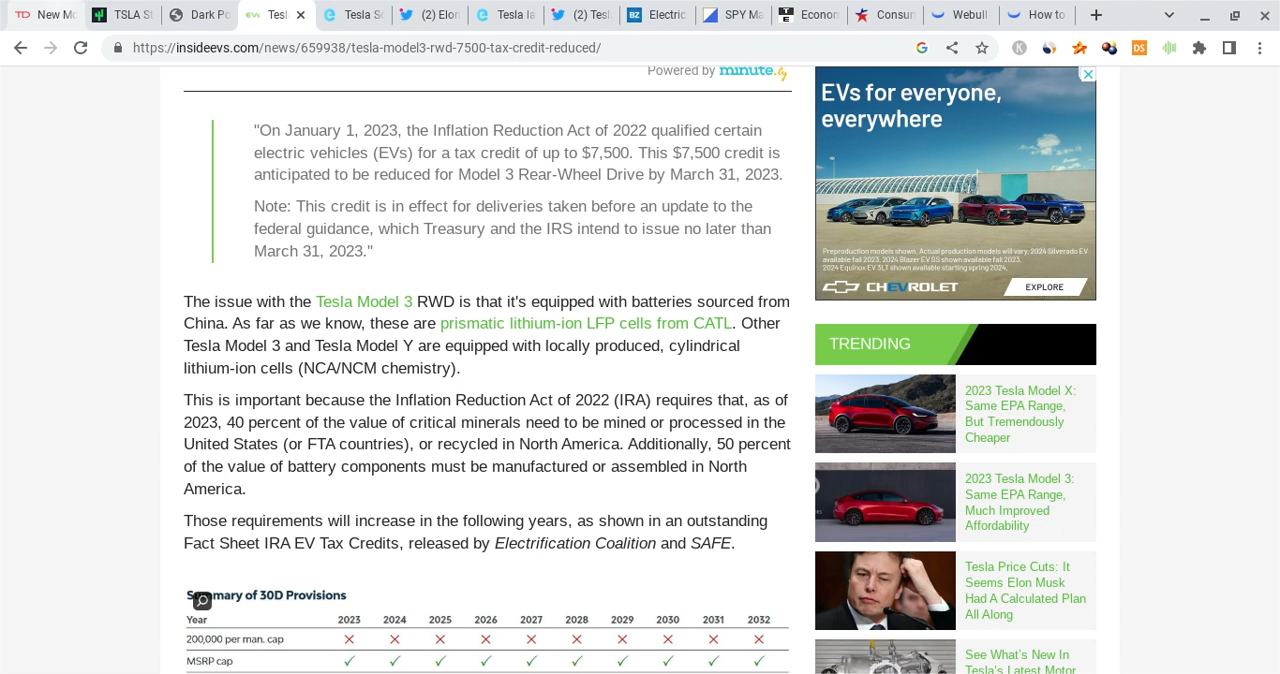 New Mo
TSLA St
Dark Po
Tesla
Tesla Se
(2) Elon
Tesla la
(2) Tesla
Electric
SPY Ma
Econom
Consum
Webull
How to
https://insideevs.com/news/659938/tesla-model3-rwd-7500-tax-credit-reduced/
Powered by minute.ly
"On January 1, 2023, the Inflation Reduction Act of 2022 qualified certain
electric vehicles (EVs) for a tax credit of up to $7,500. This $7,500 credit is
anticipated to be reduced for Model 3 Rear-Wheel Drive by March 31, 2023.
Note: This credit is in effect for deliveries taken before an update to the
federal guidance, which Treasury and the IRS intend to issue no later than
March 31, 2023."
The issue with the Tesla Model 3 RWD is that it's equipped with batteries sourced from
China. As far as we know, these are prismatic lithium-ion LFP cells from CATL. Other
Tesla Model 3 and Tesla Model Y are equipped with locally produced, cylindrical
lithium-ion cells (NCA/NCM chemistry).
This is important because the Inflation Reduction Act of 2022 (IRA) requires that, as of
2023, 40 percent of the value of critical minerals need to be mined or processed in the
United States (or FTA countries), or recycled in North America. Additionally, 50 percent
of the value of battery components must be manufactured or assembled in North
America.
Those requirements will increase in the following years, as shown in an outstanding
Fact Sheet IRA EV Tax Credits, released by Electrification Coalition and SAFE.
Summary of 30D Provisions
Year 2023 2024 2025 2026 2027 2028 2029 2030 2031 2032
200,000 per man. cap
MSRP cap
EVs for everyone,
everywhere
Preproduction models shown. Actual production models will vary. 2024 Silverado EV
available fall 2023. 2024 Blazer EV SS shown available fall 2023.
2024 Equinox EV 3LT shown available starting spring 2024.
CHEVROLET
EXPLORE
TRENDING
2023 Tesla Model X:
Same EPA Range,
But Tremendously
Cheaper
2023 Tesla Model 3:
Same EPA Range,
Much Improved
Affordability
Tesla Price Cuts: It
Seems Elon Musk
Had A Calculated Plan
All Along
See What's New In
Tesla's Latest Motor